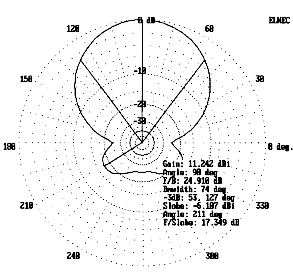 0 dB
ELNEC
120
60
-10
150
30
-20
-30
180
0 deg.
Gain: 11.242 dBi
Angle: 90 deg
F/B: 24.910 dB
Bmwidth: 74 deg
-3dB: 53, 127 deg
Slobe: -6.107 dBi
Angle: 211 deg
F/Slobe: 17.349 dB
210
330
240
300